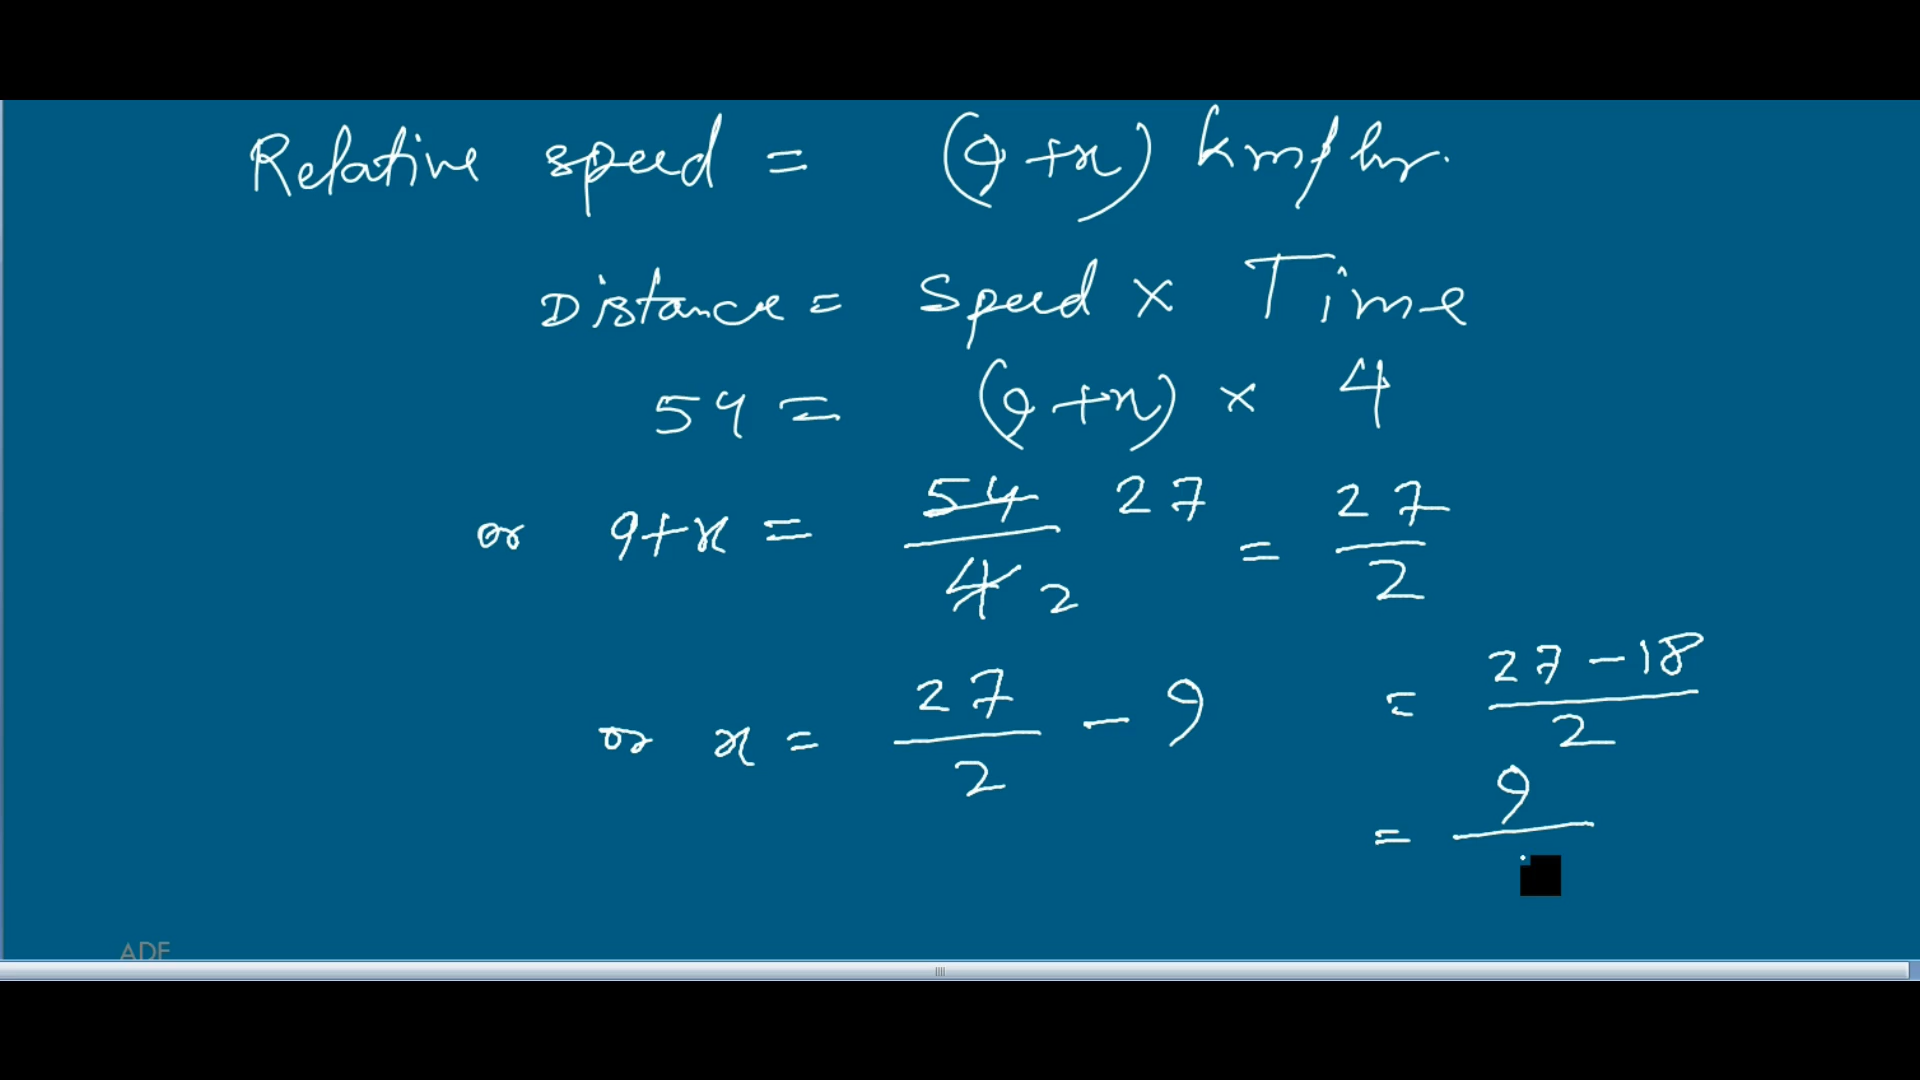 Relative speed = (9+x) km/hr.
Distance = Speed × Time
54 = (9+x) × 4
or 9+x = 54/4 27 2 = 27/2
or x = 27/2 - 9 = 27-18/2
= 9
ADF